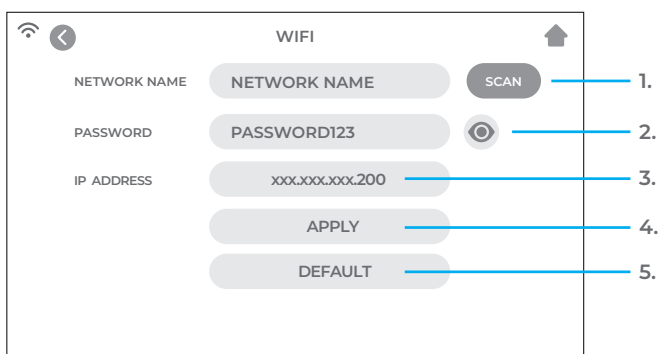 WIFI
NETWORK NAME NETWORK NAME SCAN 1.
PASSWORD PASSWORD123 2.
IP ADDRESS xxx.xxx.xxx.200 3.
APPLY 4.
DEFAULT 5.